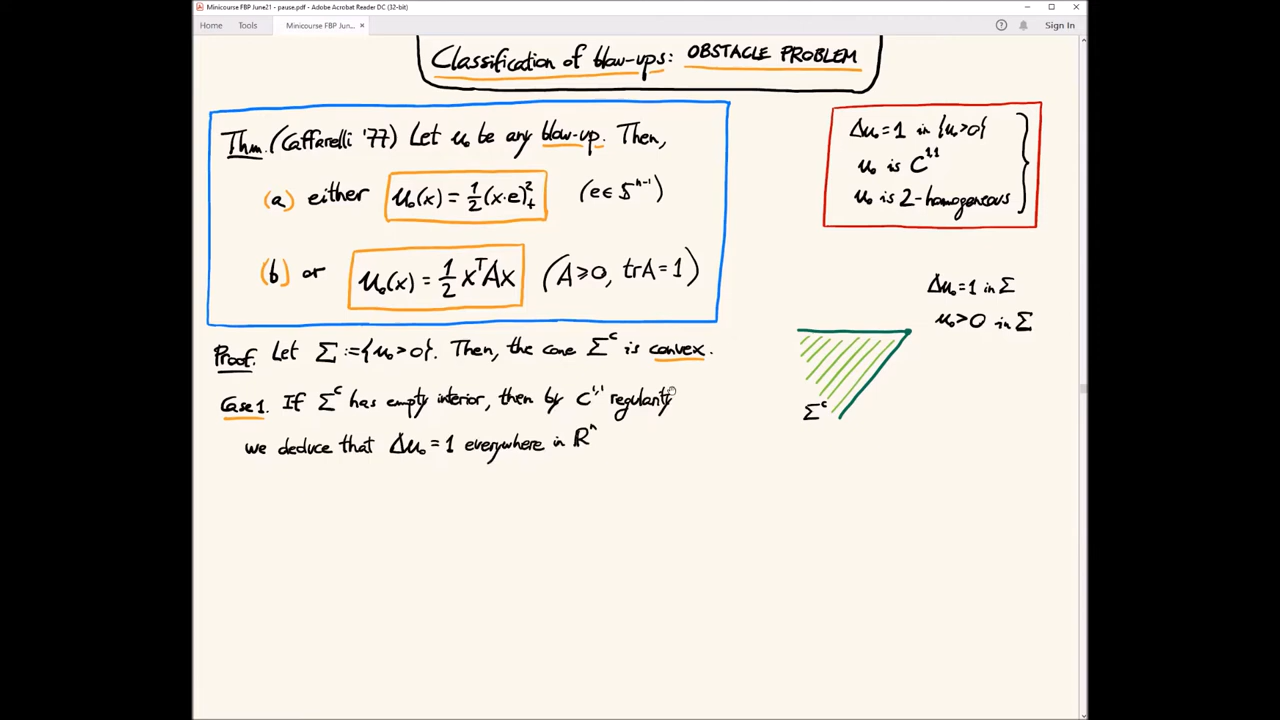 Minicourse FBP June21 - pause.pdf - Adobe Acrobat Reader DC (32-bit)
Home Tools Minicourse FBP Jun... × Sign In
Classification of blow-ups: OBSTACLE PROBLEM
Thm. (Caffarelli '77) Let u₀ be any blow-up. Then,
(a) either u₀(x) = ½(x·e)₊² (e∈ 𝕊ⁿ⁻¹)
(b) or u₀(x) = ½ xᵀAx (A≥0, trA=1)
Δu₀=1 in {u₀>0}
u₀ is C¹,¹
u₀ is 2-homogeneous
Δu₀=1 in Σ
u₀>0 in Σ
Σᶜ
Proof. Let Σ:={u₀>0}. Then, the cone Σᶜ is convex.
Case 1. If Σᶜ has empty interior, then by C¹,¹ regularity
we deduce that Δu₀=1 everywhere in ℝⁿ